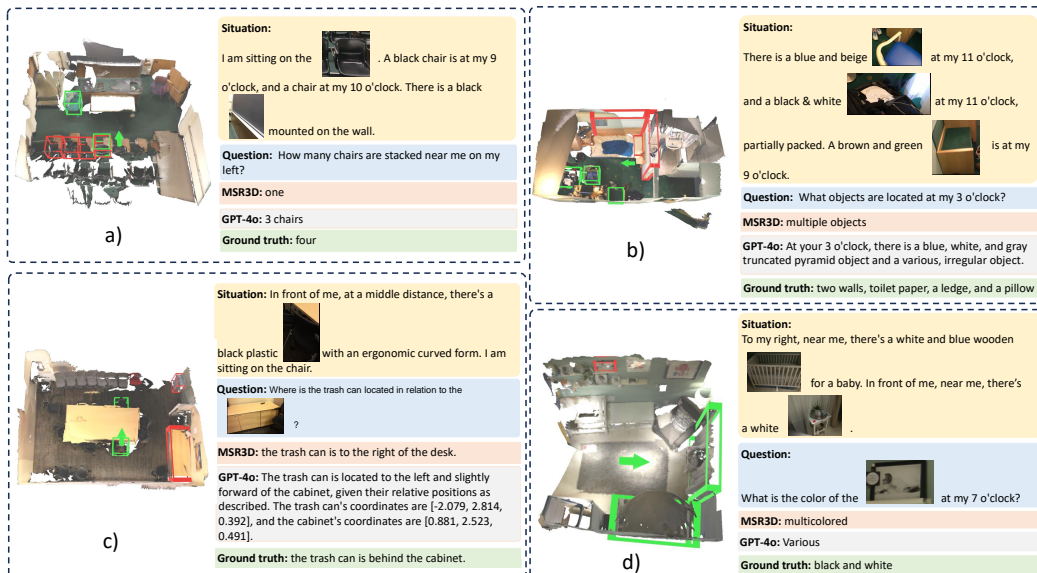 Situation:
I am sitting on the . A black chair is at my 9
o'clock, and a chair at my 10 o'clock. There is a black
mounted on the wall.
Question: How many chairs are stacked near me on my
left?
MSR3D: one
GPT-4o: 3 chairs
Ground truth: four
a)
Situation:
There is a blue and beige at my 11 o'clock,
and a black & white at my 11 o'clock,
partially packed. A brown and green is at my
9 o'clock.
Question: What objects are located at my 3 o'clock?
MSR3D: multiple objects
GPT-4o: At your 3 o'clock, there is a blue, white, and gray
truncated pyramid object and a various, irregular object.
Ground truth: two walls, toilet paper, a ledge, and a pillow
b)
Situation: In front of me, at a middle distance, there's a
black plastic with an ergonomic curved form. I am
sitting on the chair.
Question: Where is the trash can located in relation to the
?
MSR3D: the trash can is to the right of the desk.
GPT-4o: The trash can is located to the left and slightly
forward of the cabinet, given their relative positions as
described. The trash can's coordinates are [-2.079, 2.814,
0.392], and the cabinet's coordinates are [0.881, 2.523,
0.491].
Ground truth: the trash can is behind the cabinet.
c)
Situation:
To my right, near me, there's a white and blue wooden
for a baby. In front of me, near me, there's
a white .
Question:
What is the color of the at my 7 o'clock?
MSR3D: multicolored
GPT-4o: Various
Ground truth: black and white
d)